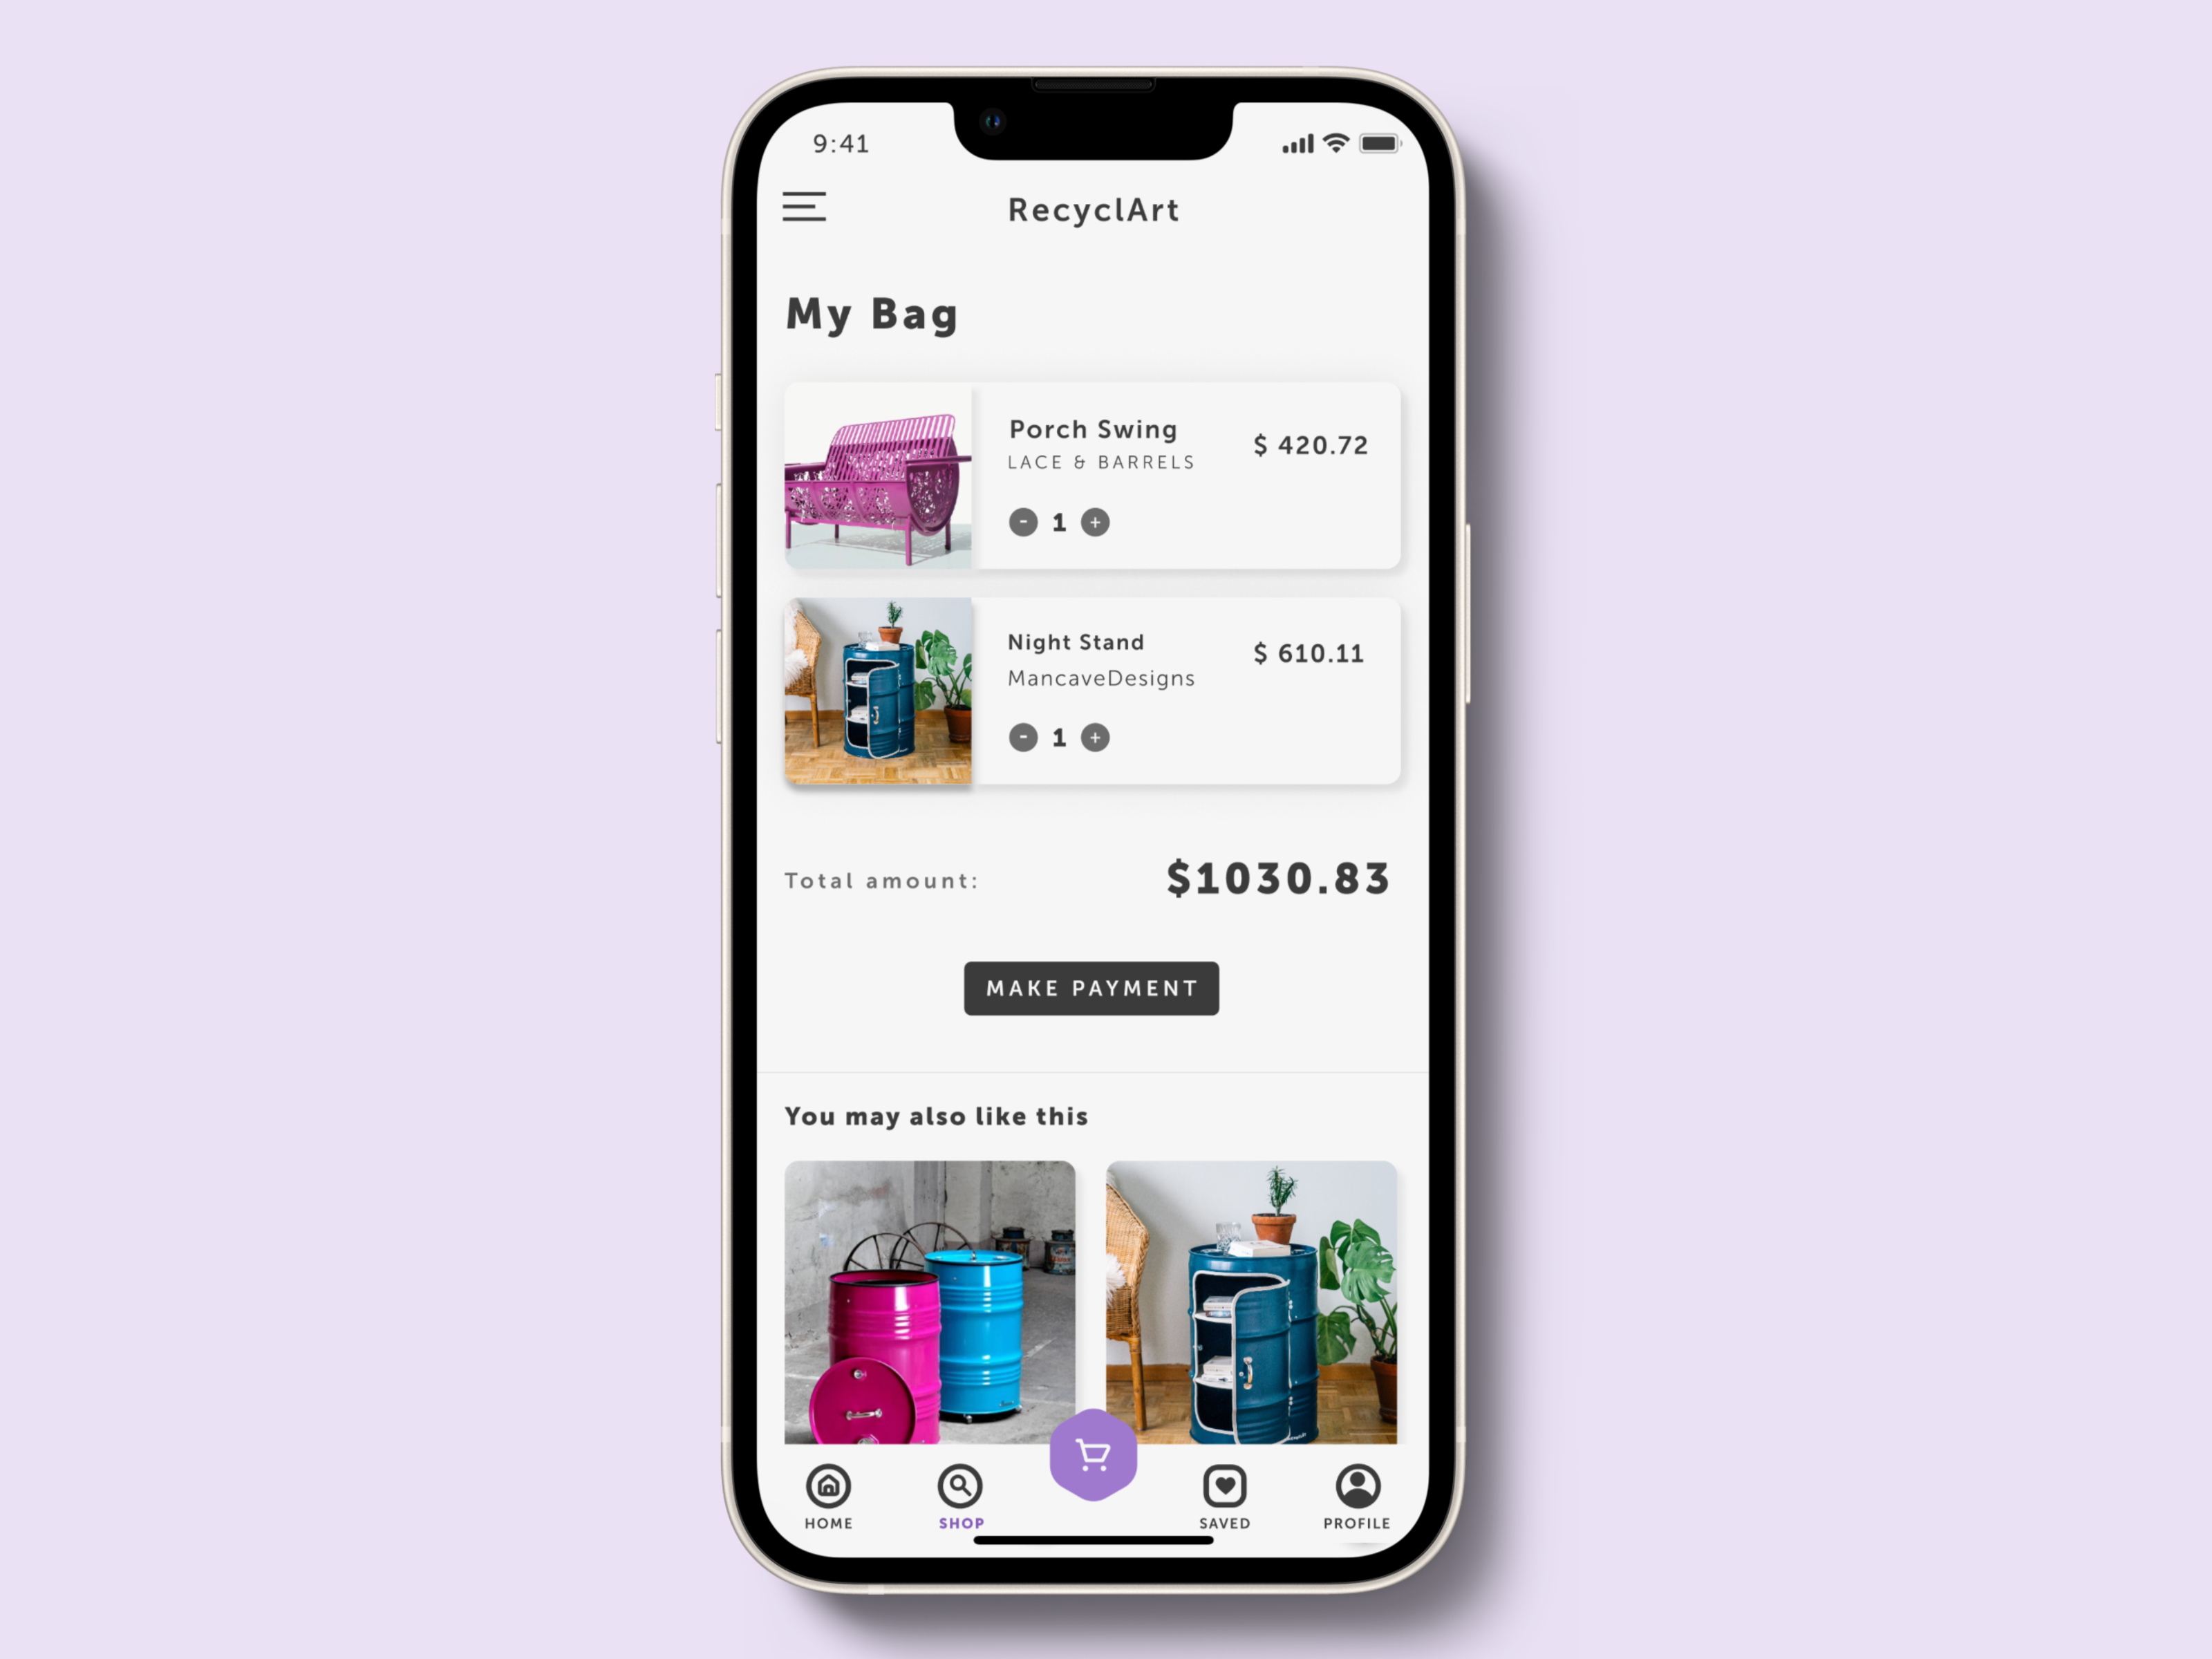 9:41
RecyclArt
My Bag
Porch Swing
LACE & BARRELS
$ 420.72
- 1 +
Night Stand
MancaveDesigns
$ 610.11
- 1 +
Total amount:
$1030.83
MAKE PAYMENT
You may also like this
HOME
SHOP
SAVED
PROFILE